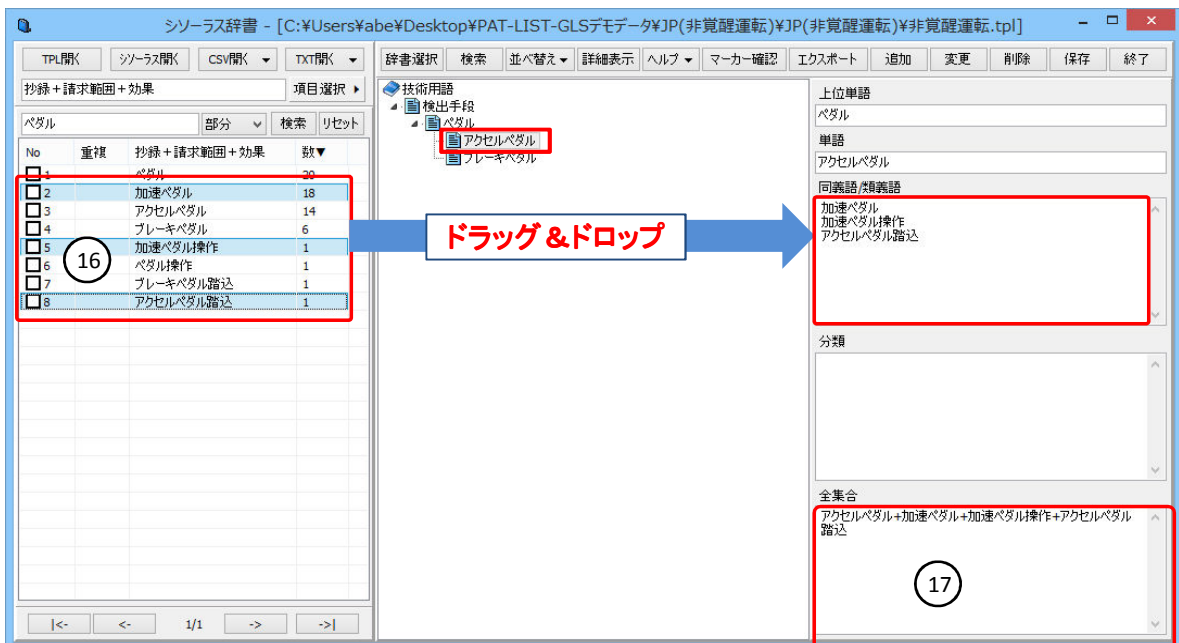 シソーラス辞書 - [C:¥Users¥abe¥Desktop¥PAT-LIST-GLSデモデータ¥JP(非覚醒運転)¥JP(非覚醒運転)¥非覚醒運転.tpl]
TPL開く シソーラス開く CSV開く TXT開く
辞書選択 検索 並べ替え 詳細表示 ヘルプ マーカー確認 エクスポート 追加 変更 削除 保存 終了
抄録+請求範囲+効果 項目選択
ペダル 部分 検索 リセット
No 重複 抄録+請求範囲+効果 数▼
1 ペダル 20
2 加速ペダル 18
3 アクセルペダル 14
4 ブレーキペダル 6
5 加速ペダル操作 1
6 ペダル操作 1
7 ブレーキペダル踏込 1
8 アクセルペダル踏込 1
16
|<- <- 1/1 -> ->|
技術用語
検出手段
ペダル
アクセルペダル
ブレーキペダル
ドラッグ&ドロップ
上位単語
ペダル
単語
アクセルペダル
同義語/類義語
加速ペダル
加速ペダル操作
アクセルペダル踏込
分類
全集合
アクセルペダル+加速ペダル+加速ペダル操作+アクセルペダル
踏込
17